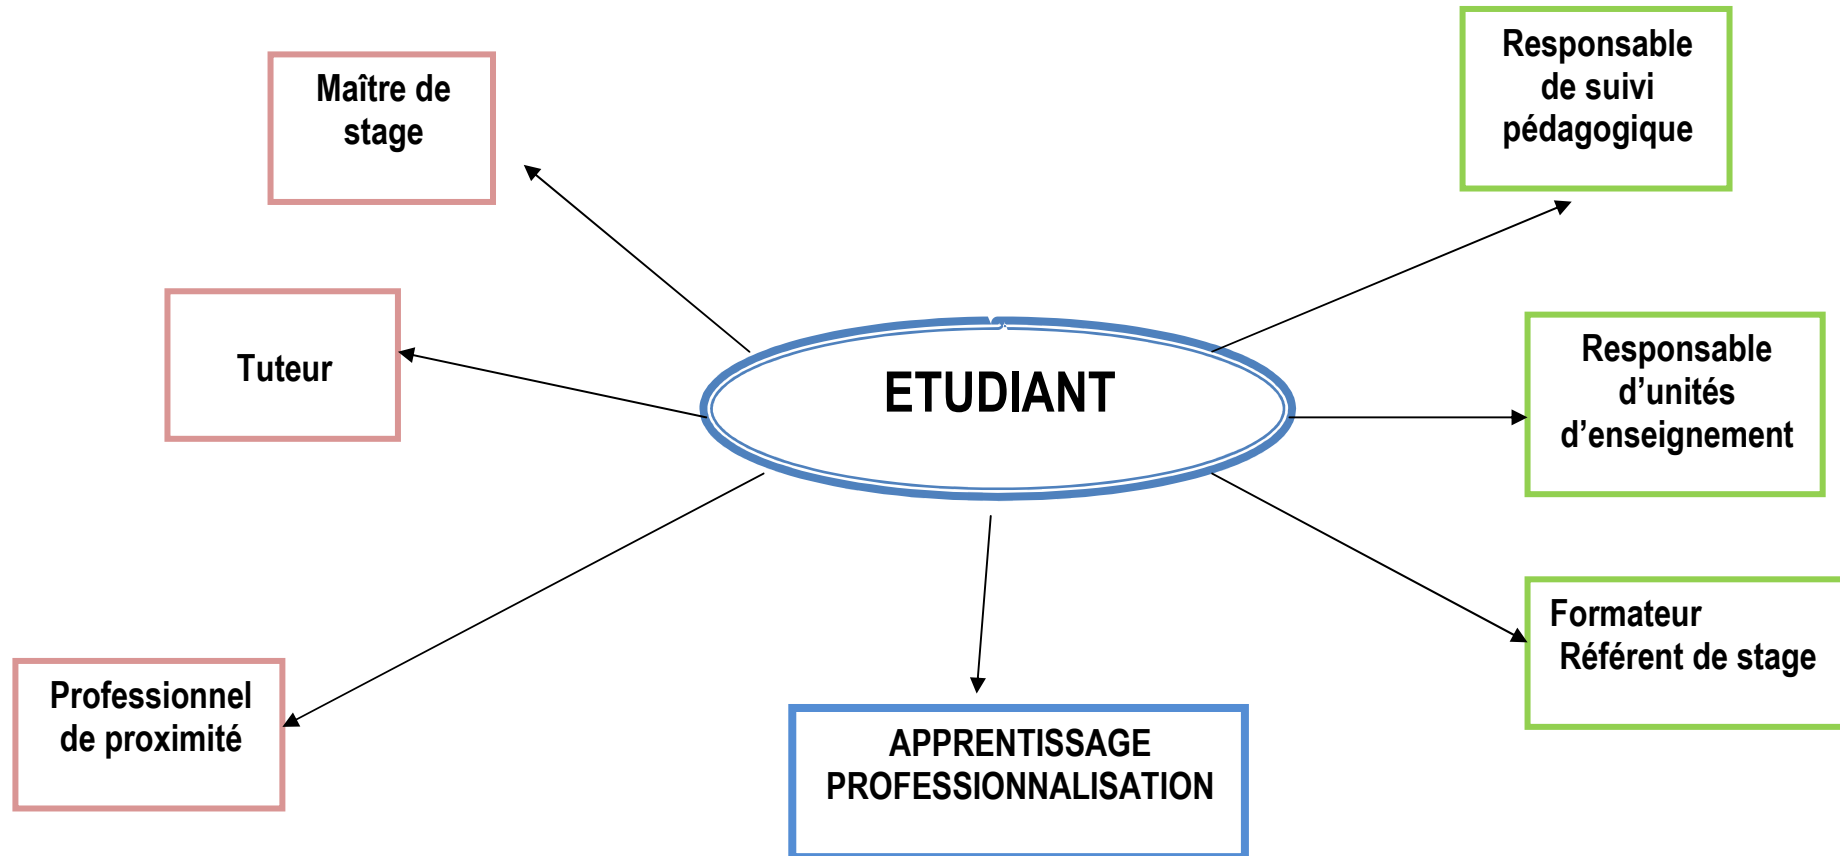 Maître de
stage
Responsable
de suivi
pédagogique
Tuteur
ETUDIANT
Responsable
d’unités
d’enseignement
Professionnel
de proximité
APPRENTISSAGE
PROFESSIONNALISATION
Formateur
Référent de stage